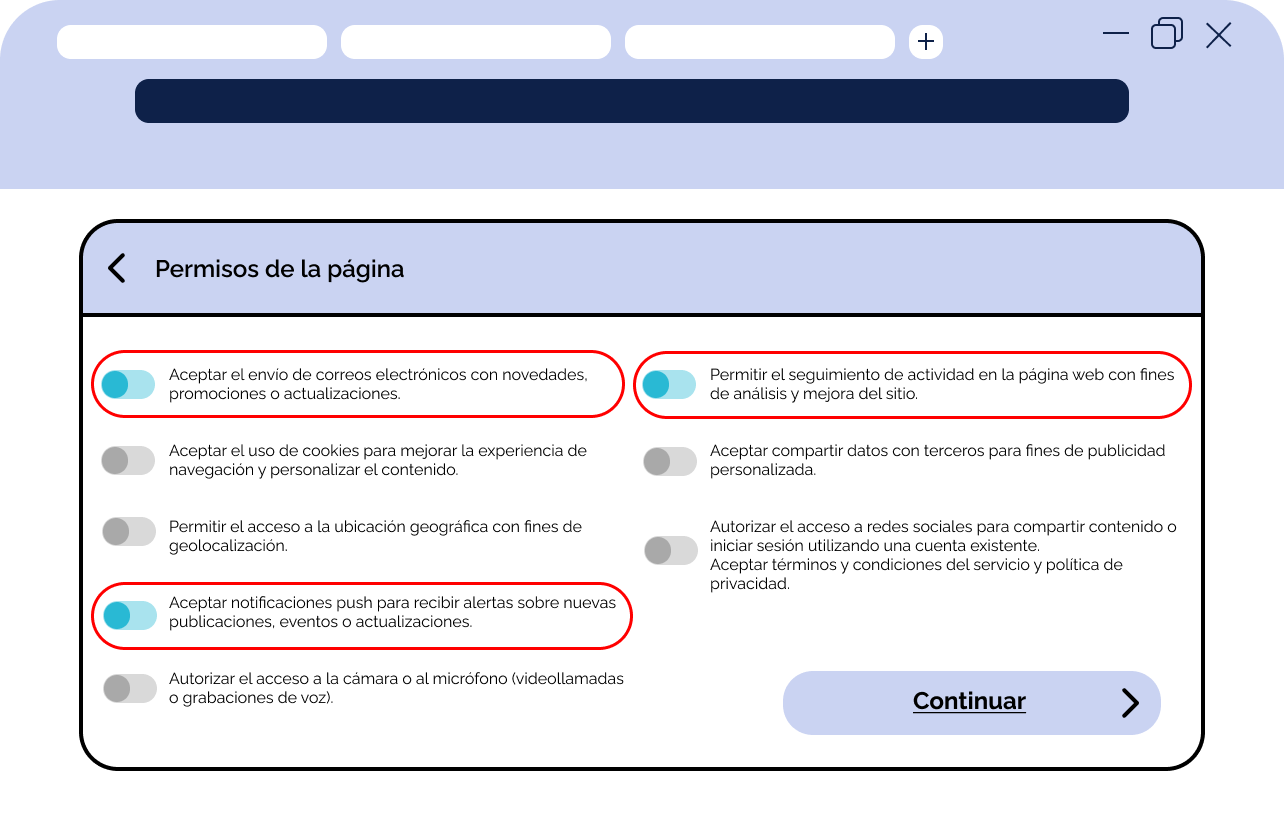 Permisos de la página
Aceptar el envío de correos electrónicos con novedades,
promociones o actualizaciones.
Aceptar el uso de cookies para mejorar la experiencia de
navegación y personalizar el contenido.
Permitir el acceso a la ubicación geográfica con fines de
geolocalización.
Aceptar notificaciones push para recibir alertas sobre nuevas
publicaciones, eventos o actualizaciones.
Autorizar el acceso a la cámara o al micrófono (videollamadas
o grabaciones de voz).
Permitir el seguimiento de actividad en la página web con fines
de análisis y mejora del sitio.
Aceptar compartir datos con terceros para fines de publicidad
personalizada.
Autorizar el acceso a redes sociales para compartir contenido o
iniciar sesión utilizando una cuenta existente.
Aceptar términos y condiciones del servicio y política de
privacidad.
Continuar